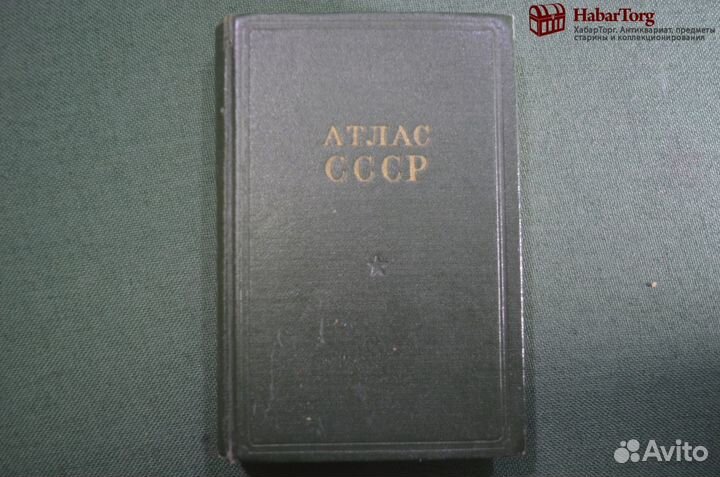 HabarTorg
ХабарТорг. Антиквариат, предметы
старины и коллекционирования
АТЛАС
СССР
Avito